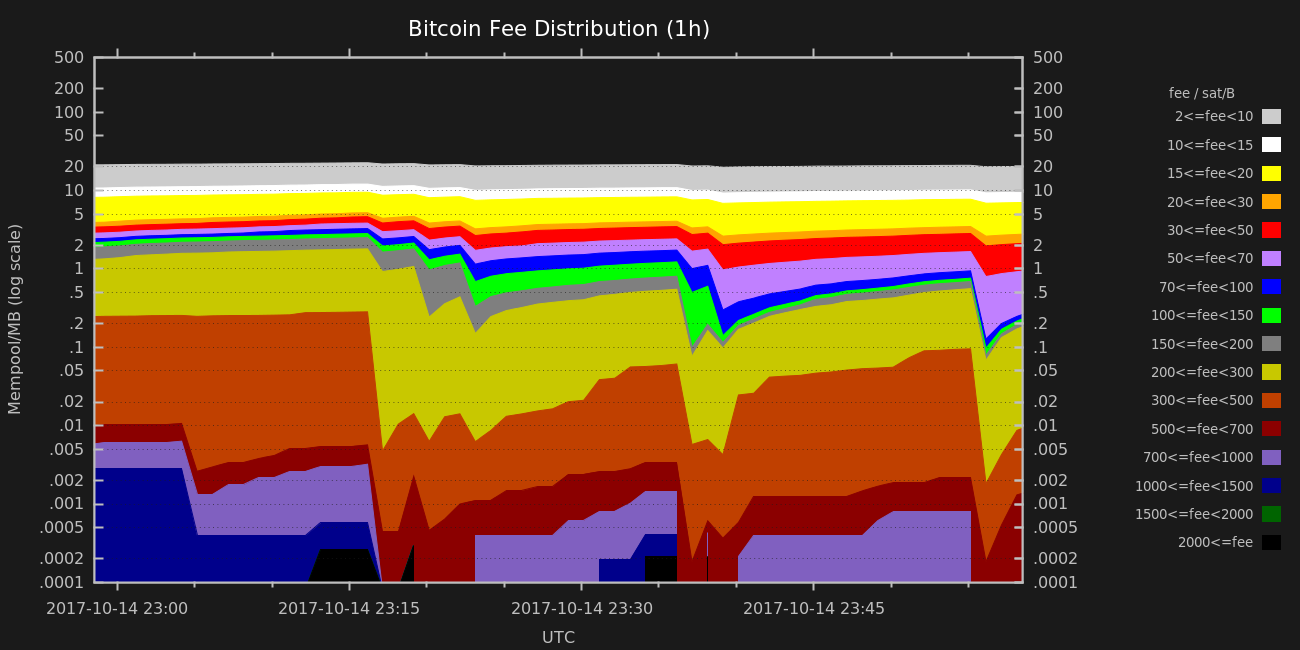 Bitcoin Fee Distribution (1h)
500 500
200 200
100 100
50 50
20 20
10 10
5 5
2 2
1 1
.5 .5
.2 .2
.1 .1
.05 .05
.02 .02
.01 .01
.005 .005
.002 .002
.001 .001
.0005 .0005
.0002 .0002
.0001 .0001
Mempool/MB (log scale)
2017-10-14 23:00 2017-10-14 23:15 2017-10-14 23:30 2017-10-14 23:45
UTC
fee / sat/B
2<=fee<10
10<=fee<15
15<=fee<20
20<=fee<30
30<=fee<50
50<=fee<70
70<=fee<100
100<=fee<150
150<=fee<200
200<=fee<300
300<=fee<500
500<=fee<700
700<=fee<1000
1000<=fee<1500
1500<=fee<2000
2000<=fee